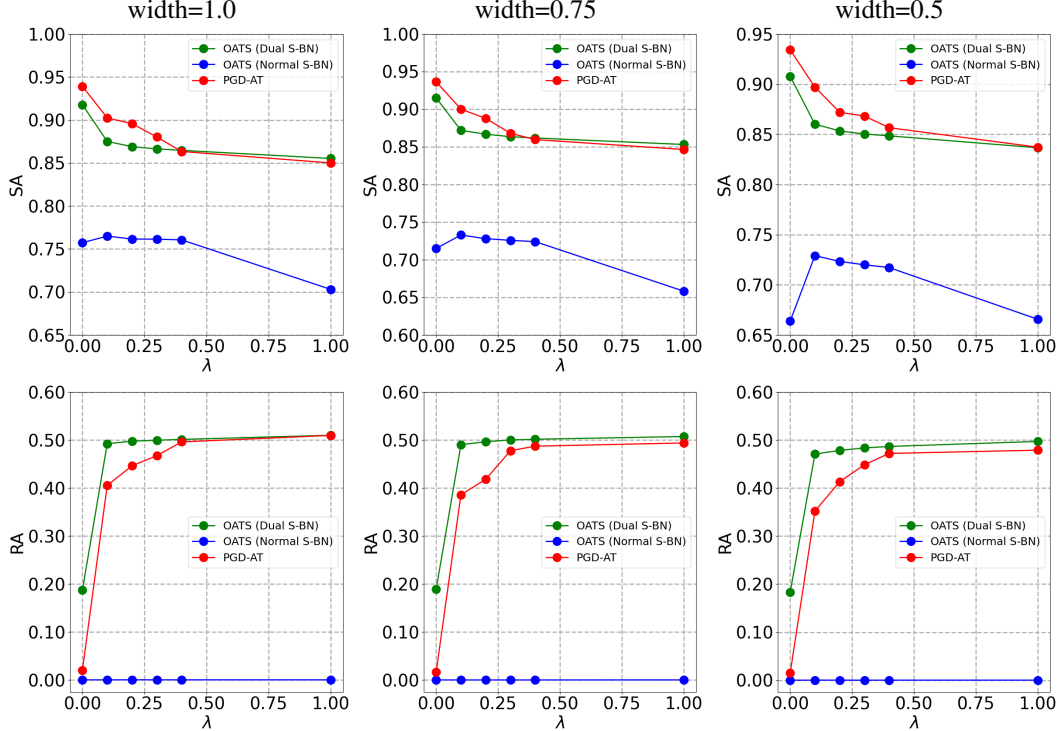 width=1.0
width=0.75
width=0.5
1.00
0.95
0.90
0.85
0.80
0.75
0.70
0.65
SA
OATS (Dual S-BN)
OATS (Normal S-BN)
PGD-AT
0.00 0.25 0.50 0.75 1.00
λ
1.00
0.95
0.90
0.85
0.80
0.75
0.70
0.65
0.60
SA
OATS (Dual S-BN)
OATS (Normal S-BN)
PGD-AT
0.00 0.25 0.50 0.75 1.00
λ
0.95
0.90
0.85
0.80
0.75
0.70
0.65
SA
OATS (Dual S-BN)
OATS (Normal S-BN)
PGD-AT
0.00 0.25 0.50 0.75 1.00
λ
0.60
0.50
0.40
0.30
0.20
0.10
0.00
RA
OATS (Dual S-BN)
OATS (Normal S-BN)
PGD-AT
0.00 0.25 0.50 0.75 1.00
λ
0.60
0.50
0.40
0.30
0.20
0.10
0.00
RA
OATS (Dual S-BN)
OATS (Normal S-BN)
PGD-AT
0.00 0.25 0.50 0.75 1.00
λ
0.60
0.50
0.40
0.30
0.20
0.10
0.00
RA
OATS (Dual S-BN)
OATS (Normal S-BN)
PGD-AT
0.00 0.25 0.50 0.75 1.00
λ